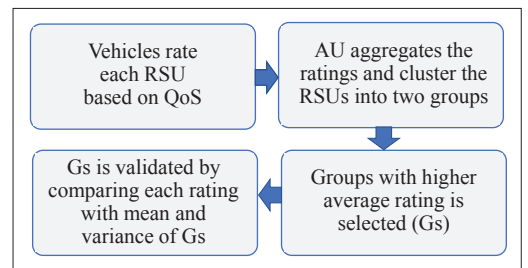 Vehicles rate
each RSU
based on QoS
AU aggregates the
ratings and cluster the
RSUs into two groups
Groups with higher
average rating is
selected (Gs)
Gs is validated by
comparing each rating
with mean and
variance of Gs